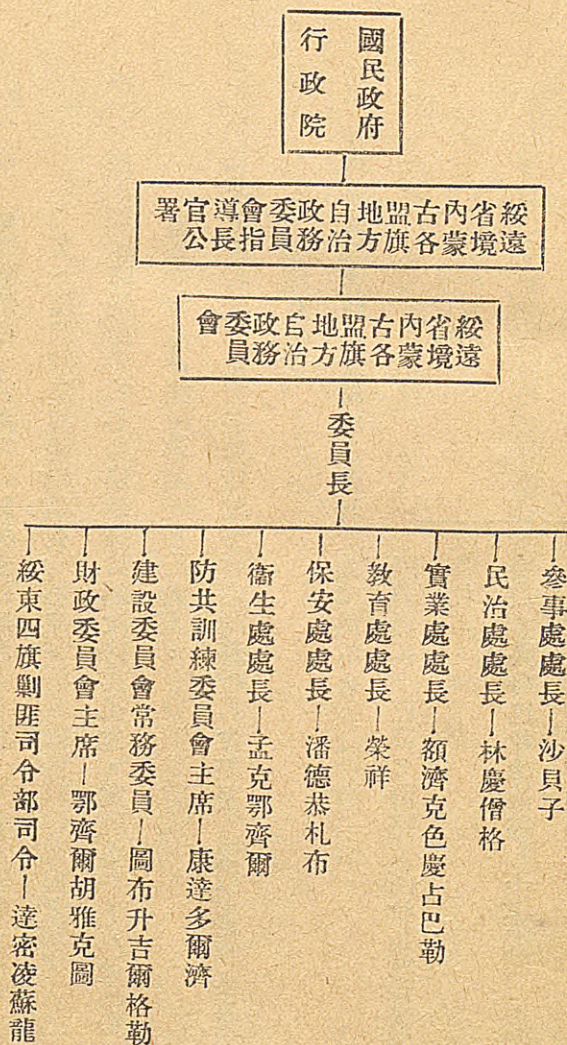 國民政府
行政院
綏遠省境內蒙古各盟旗地方自治政務委員會指導長官公署
綏遠省境內蒙古各盟旗地方自治政務委員會
委員長
參事處處長—沙貝子
民治處處長—林慶僧格
實業處處長—額濟克色慶占巴勒
教育處處長—榮祥
保安處處長—潘德恭札布
衞生處處長—孟克鄂齊爾
防共訓練委員會主席—康達多爾濟
建設委員會常務委員—圖布升吉爾格勒
財政委員會主席—鄂齊爾胡雅克圖
綏東四旗剿匪司令部司令—達密凌蘇龍